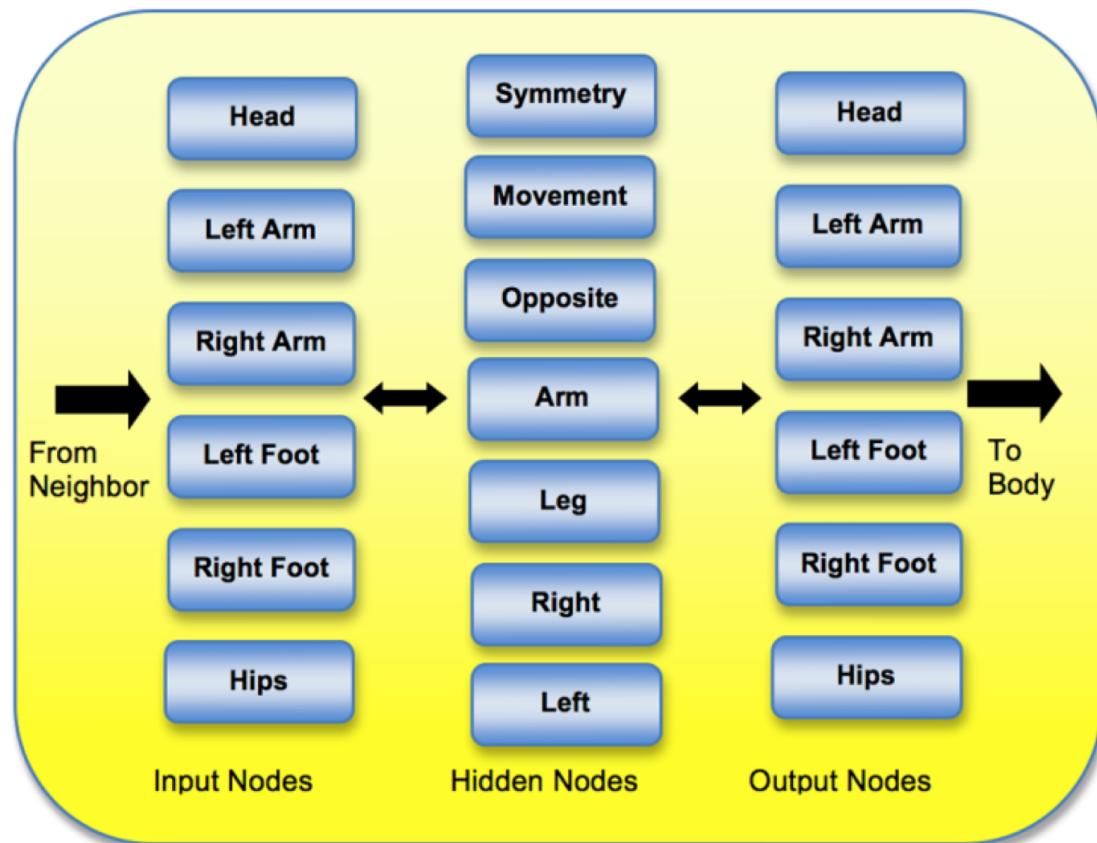 Head
Left Arm
Right Arm
Left Foot
Right Foot
Hips
Symmetry
Movement
Opposite
Arm
Leg
Right
Left
Head
Left Arm
Right Arm
Left Foot
Right Foot
Hips
From
Neighbor
To
Body
Input Nodes
Hidden Nodes
Output Nodes